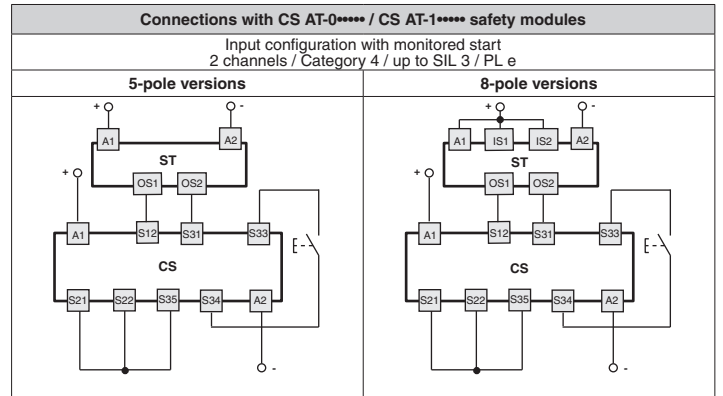 Connections with CS AT-0••••• / CS AT-1••••• safety modules
Input configuration with monitored start
2 channels / Category 4 / up to SIL 3 / PL e
5-pole versions
+ -
A1 A2
ST
+ OS1 OS2
A1 S12 S31 S33
CS
S21 S22 S35 S34 A2
-
8-pole versions
+ -
A1 IS1 IS2 A2
ST
+ OS1 OS2
A1 S12 S31 S33
CS
S21 S22 S35 S34 A2
-